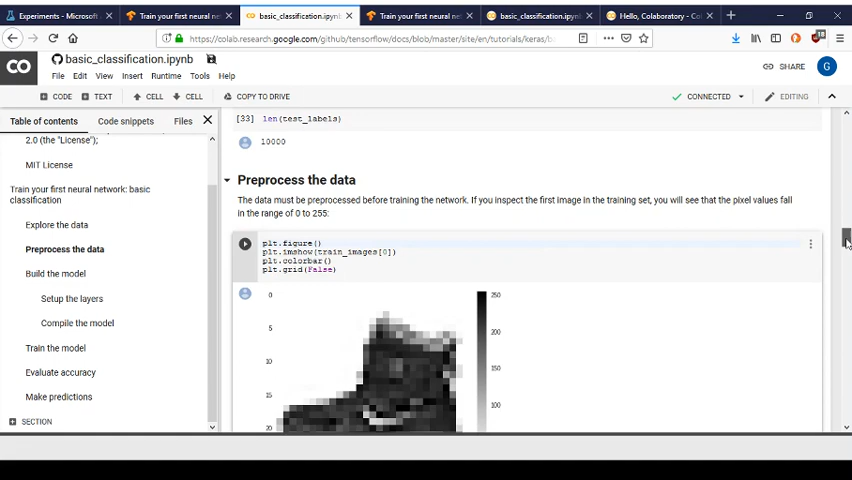 Experiments - Microsoft
Train your first neural ne
basic_classification.ipynb
Train your first neural ne
basic_classification.ipynb
Hello, Colaboratory - Col
https://colab.research.google.com/github/tensorflow/docs/blob/master/site/en/tutorials/keras/b
18
CO
basic_classification.ipynb
File Edit View Insert Runtime Tools Help
SHARE
G
CODE TEXT CELL CELL COPY TO DRIVE
CONNECTED EDITING
Table of contents Code snippets Files
2.0 (the "License");
MIT License
Train your first neural network: basic
classification
Explore the data
Preprocess the data
Build the model
Setup the layers
Compile the model
Train the model
Evaluate accuracy
Make predictions
SECTION
[33] len(test_labels)
10000
Preprocess the data
The data must be preprocessed before training the network. If you inspect the first image in the training set, you will see that the pixel values fall
in the range of 0 to 255:
plt.figure()
plt.imshow(train_images[0])
plt.colorbar()
plt.grid(False)
0
5
10
15
20
250
200
150
100